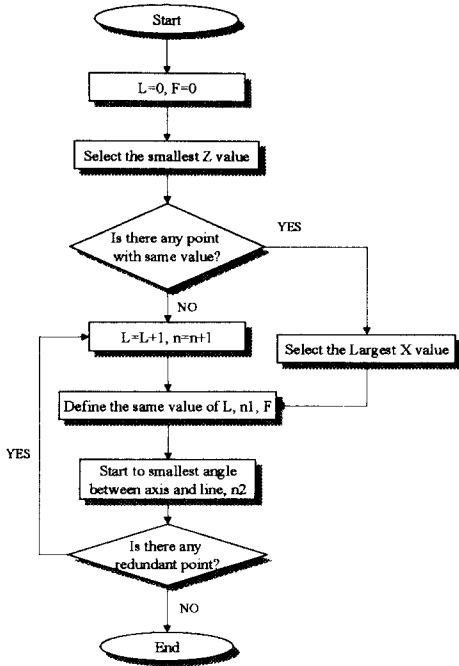 Start
L=0, F=0
Select the smallest Z value
Is there any point
with same value?
YES
NO
L=L+1, n=n+1
Select the Largest X value
Define the same value of L, n1, F
YES
Start to smallest angle
between axis and line, n2
Is there any
redundant point?
NO
End